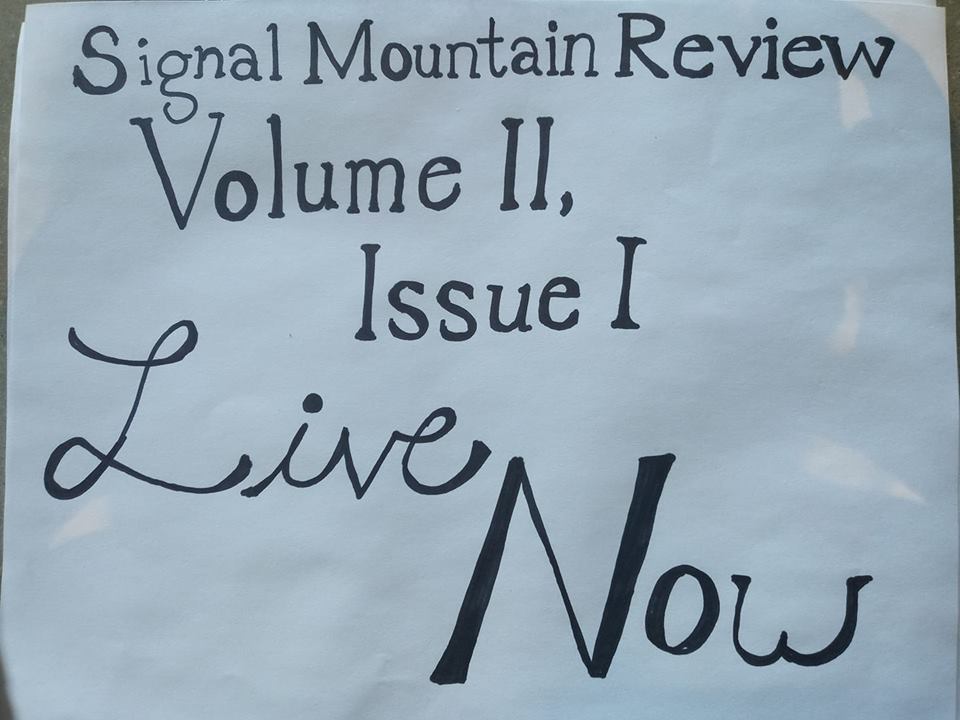 Signal Mountain Review
Volume II,
Issue I
Live
Now